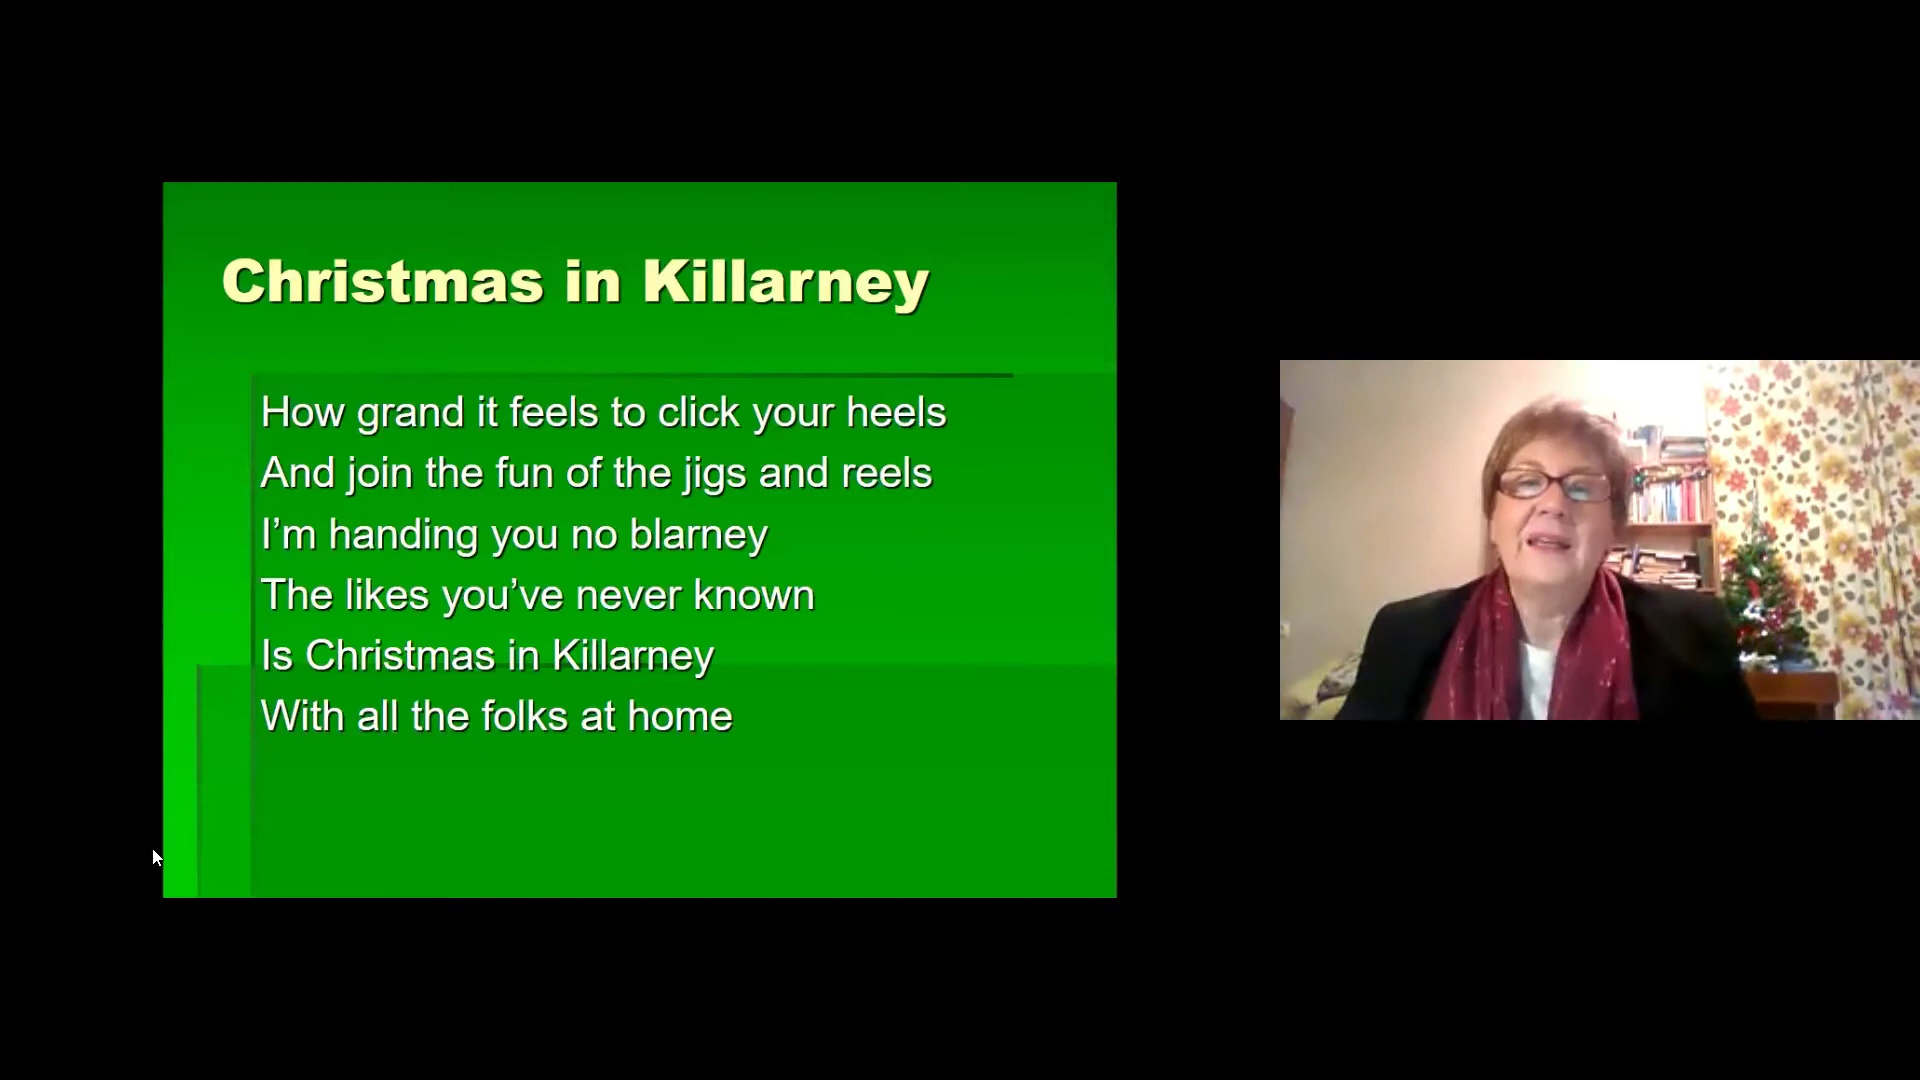 Christmas in Killarney
How grand it feels to click your heels
And join the fun of the jigs and reels
I’m handing you no blarney
The likes you’ve never known
Is Christmas in Killarney
With all the folks at home